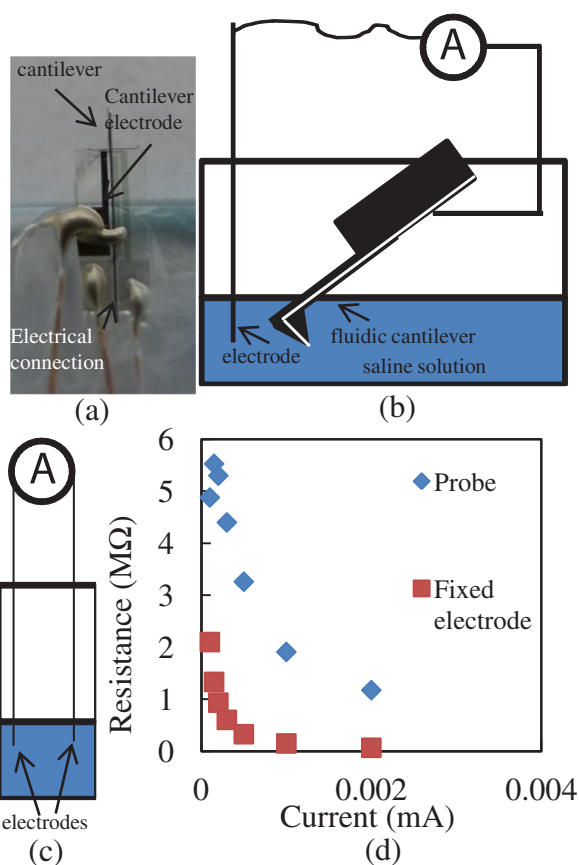 cantilever
Cantilever
electrode
Electrical
connection
(a)
A
electrode
fluidic cantilever
saline solution
(b)
A
electrodes
(c)
6
5
4
3
2
1
0
Resistance (MΩ)
Probe
Fixed
electrode
0
0.002
0.004
Current (mA)
(d)